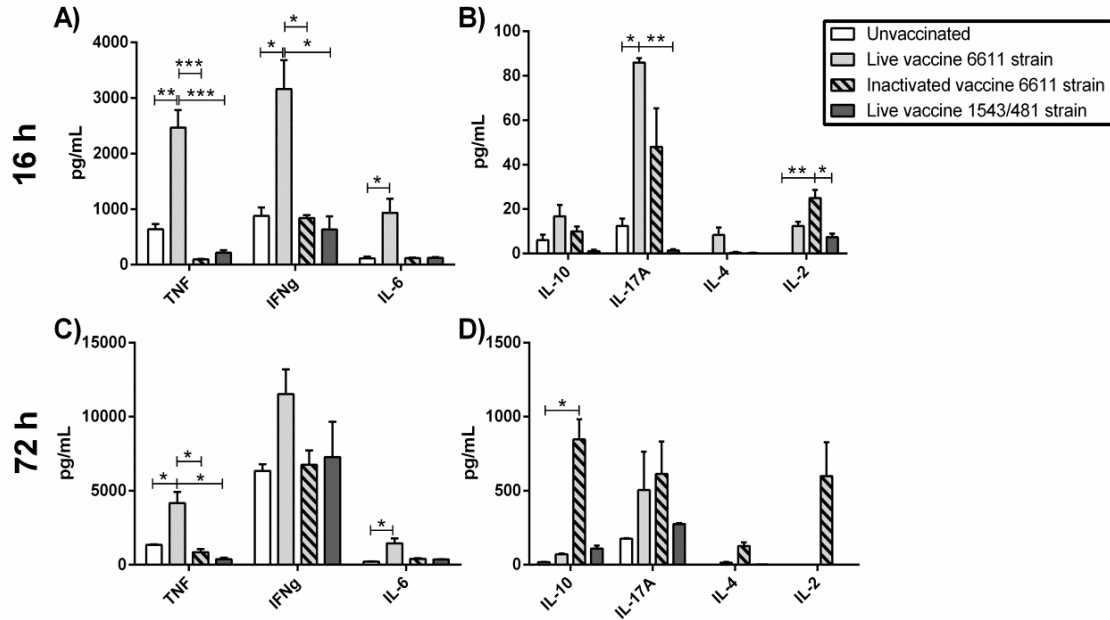 A)
16 h
pg/mL
4000
3000
2000
1000
0
** *** ***
* * *
*
TNF IFNg IL-6
B)
pg/mL
100
80
60
40
20
0
* **
** *
IL-10 IL-17A IL-4 IL-2
Unvaccinated
Live vaccine 6611 strain
Inactivated vaccine 6611 strain
Live vaccine 1543/481 strain
C)
72 h
pg/mL
15000
10000
5000
0
* * *
*
TNF IFNg IL-6
D)
pg/mL
1500
1000
500
0
*
IL-10 IL-17A IL-4 IL-2